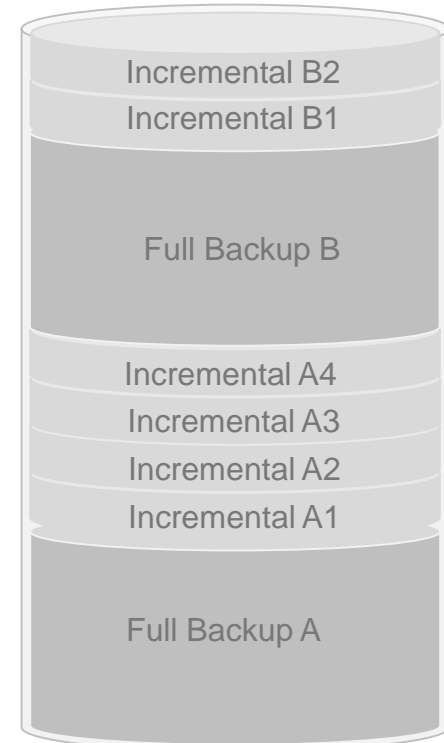 Incremental B2
Incremental B1
Full Backup B
Incremental A4
Incremental A3
Incremental A2
Incremental A1
Full Backup A